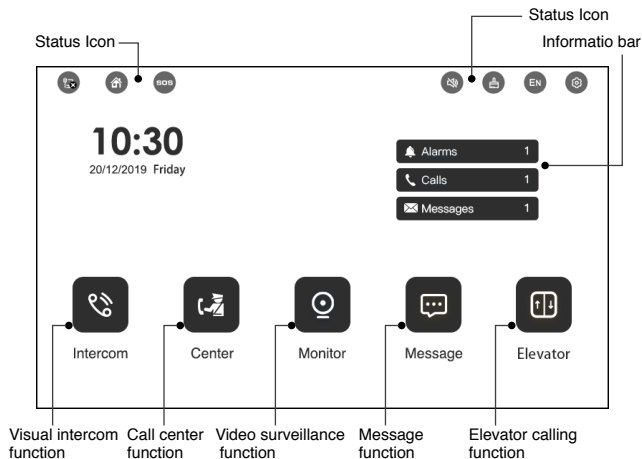 Status Icon
Status Icon
Informatio bar
SOS
EN
10:30
20/12/2019 Friday
Alarms 1
Calls 1
Messages 1
Intercom
Center
Monitor
Message
Elevator
Visual intercom
function
Call center
function
Video surveillance
function
Message
function
Elevator calling
function